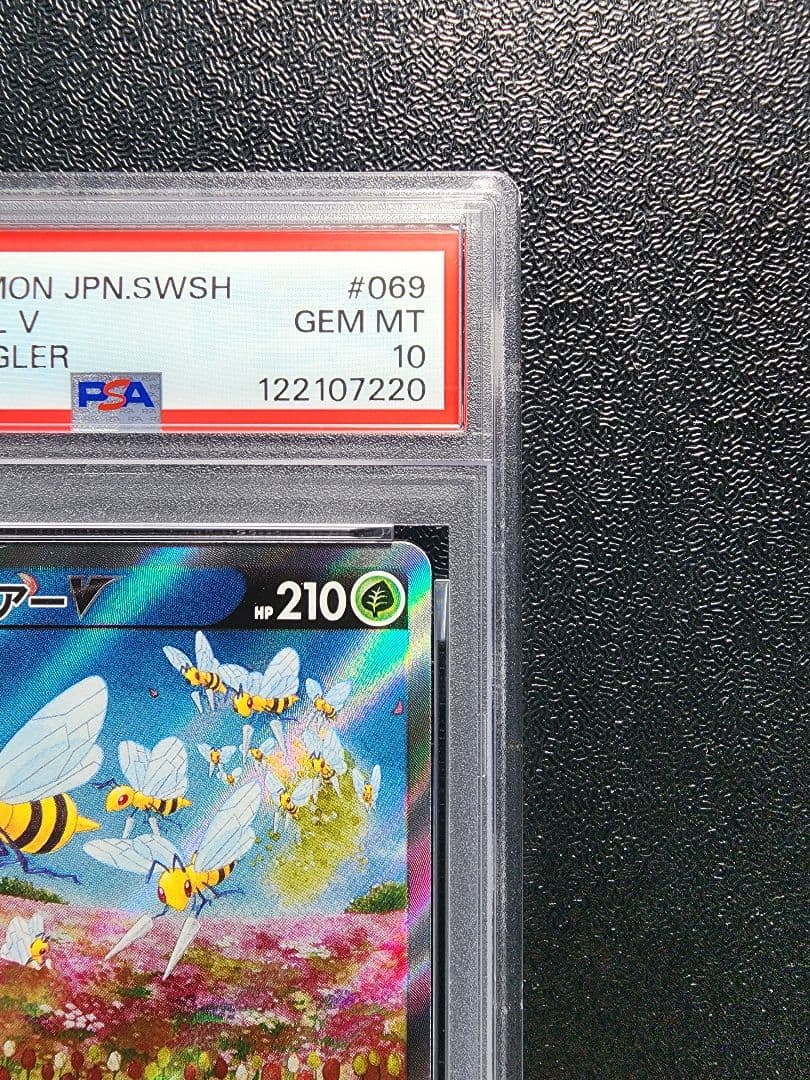 MON JPN.SWSH #069
L V GEM MT
GLER 10
PSA 122107220
アーV HP 210